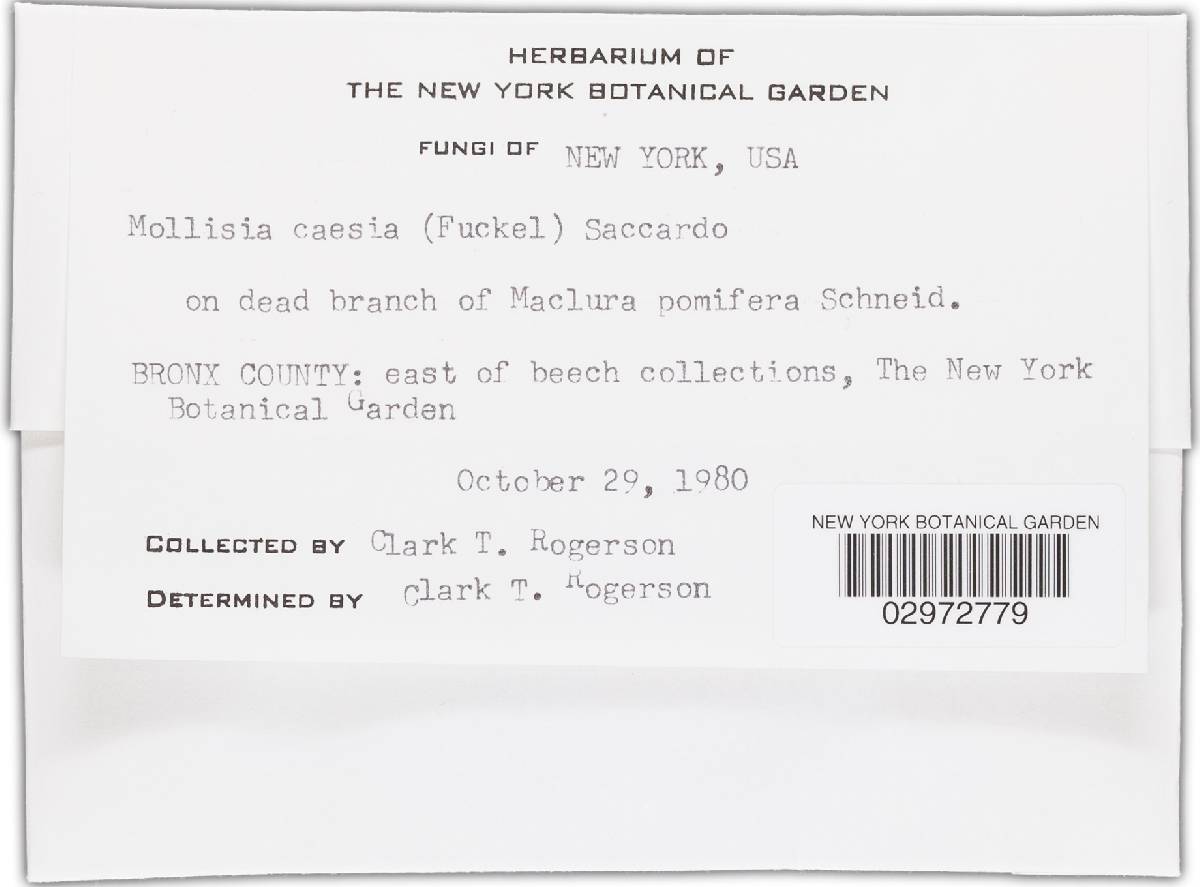 HERBARIUM OF
THE NEW YORK BOTANICAL GARDEN
FUNGI OF NEW YORK, USA
Mollisia caesia (Fuckel) Saccardo
on dead branch of Maclura pomifera Schneid.
BRONX COUNTY: east of beech collections, The New York
Botanical Garden
October 29, 1980
COLLECTED BY Clark T. Rogerson
DETERMINED BY Clark T. Rogerson
NEW YORK BOTANICAL GARDEN
02972779